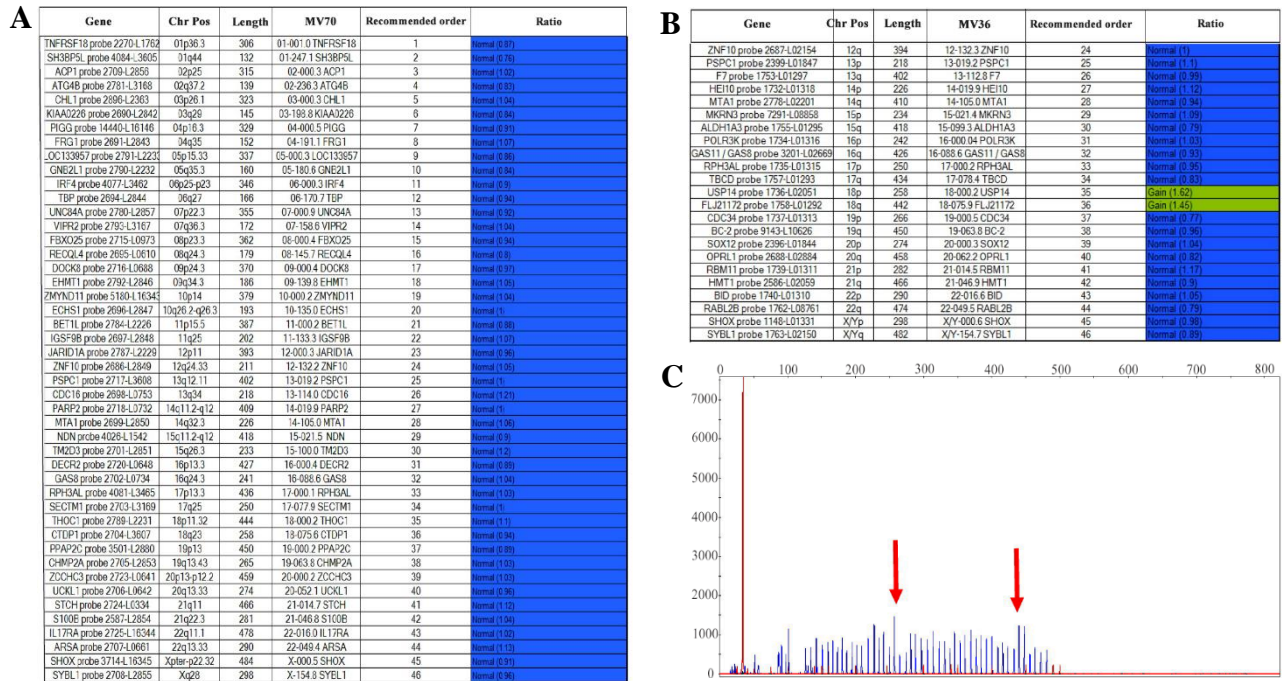 A
Gene Chr Pos Length MV70 Recommended order Ratio
TNFRSF18 probe 2270-L1762 01p36.3 306 01-001.0 TNFRSF18 1 Normal (0.87)
SH3BP5L probe 4084-L3605 01q44 132 01-247.1 SH3BP5L 2 Normal (0.76)
ACP1 probe 2709-L2856 02p25 315 02-000.3 ACP1 3 Normal (1.02)
ATG4B probe 2781-L3168 02q37.2 139 02-236.3 ATG4B 4 Normal (0.83)
CHL1 probe 2896-L2363 03p26.1 323 03-000.3 CHL1 5 Normal (1.04)
KIAA0226 probe 2690-L2842 03q29 145 03-198.8 KIAA0226 6 Normal (0.84)
PIGG probe 14440-L16146 04p16.3 329 04-000.5 PIGG 7 Normal (0.91)
FRG1 probe 2691-L2843 04q35 152 04-191.1 FRG1 8 Normal (1.07)
LOC133957 probe 2791-L2233 05p15.33 337 05-000.3 LOC133957 9 Normal (0.86)
GNB2L1 probe 2790-L2232 05q35.3 160 05-180.6 GNB2L1 10 Normal (0.84)
IRF4 probe 4077-L3462 06p25-p23 346 06-000.3 IRF4 11 Normal (0.9)
TBP probe 2694-L2844 06q27 166 06-170.7 TBP 12 Normal (0.94)
UNC84A probe 2780-L2857 07p22.3 355 07-000.9 UNC84A 13 Normal (0.92)
VIPR2 probe 2793-L3167 07q36.3 172 07-158.6 VIPR2 14 Normal (1.04)
FBXO25 probe 2715-L0973 08p23.3 362 08-000.4 FBXO25 15 Normal (0.94)
RECQL4 probe 2695-L0610 08q24.3 179 08-145.7 RECQL4 16 Normal (0.8)
DOCK8 probe 2716-L0688 09p24.3 370 09-000.4 DOCK8 17 Normal (0.97)
EHMT1 probe 2792-L2846 09q34.3 186 09-139.8 EHMT1 18 Normal (1.05)
ZMYND11 probe 5180-L16343 10p14 379 10-000.2 ZMYND11 19 Normal (1.04)
ECHS1 probe 2696-L2847 10q26.2-q26.3 193 10-135.0 ECHS1 20 Normal (1)
BET1L probe 2784-L2226 11p15.5 387 11-000.2 BET1L 21 Normal (0.88)
IGSF9B probe 2697-L2848 11q25 202 11-133.3 IGSF9B 22 Normal (1.07)
JARID1A probe 2787-L2229 12p11 393 12-000.3 JARID1A 23 Normal (0.96)
ZNF10 probe 2686-L2849 12q24.33 211 12-132.2 ZNF10 24 Normal (1.05)
PSPC1 probe 2717-L3608 13q12.11 402 13-019.2 PSPC1 25 Normal (1)
CDC16 probe 2698-L0753 13q34 218 13-114.0 CDC16 26 Normal (1.21)
PARP2 probe 2718-L0732 14q11.2-q12 409 14-019.9 PARP2 27 Normal (1)
MTA1 probe 2699-L2850 14q32.3 226 14-105.0 MTA1 28 Normal (1.06)
NDN probe 4026-L1542 15q11.2-q12 418 15-021.5 NDN 29 Normal (0.9)
TM2D3 probe 2701-L2851 15q26.3 233 15-100.0 TM2D3 30 Normal (1.2)
DECR2 probe 2720-L0648 16p13.3 427 16-000.4 DECR2 31 Normal (0.89)
GAS8 probe 2702-L0734 16q24.3 241 16-088.6 GAS8 32 Normal (1.04)
RPH3AL probe 4081-L3465 17p13.3 436 17-000.1 RPH3AL 33 Normal (1.03)
SECTM1 probe 2703-L3169 17q25 250 17-077.9 SECTM1 34 Normal (1)
THOC1 probe 2789-L2231 18p11.32 444 18-000.2 THOC1 35 Normal (1.1)
CTDP1 probe 2704-L3607 18q23 258 18-075.6 CTDP1 36 Normal (0.94)
PPAP2C probe 3501-L2880 19p13 450 19-000.2 PPAP2C 37 Normal (0.89)
CHMP2A probe 2705-L2853 19q13.43 265 19-063.8 CHMP2A 38 Normal (1.03)
ZCCHC3 probe 2723-L0641 20p13-p12.2 459 20-000.2 ZCCHC3 39 Normal (1.03)
UCKL1 probe 2706-L0642 20q13.33 274 20-052.1 UCKL1 40 Normal (0.96)
STCH probe 2724-L0334 21q11 466 21-014.7 STCH 41 Normal (1.12)
S100B probe 2587-L2854 21q22.3 281 21-046.8 S100B 42 Normal (1.04)
IL17RA probe 2725-L16344 22q11.1 478 22-016.0 IL17RA 43 Normal (1.02)
ARSA probe 2707-L0661 22q13.33 290 22-049.4 ARSA 44 Normal (1.13)
SHOX probe 3714-L16345 Xpter-p22.32 484 X-000.5 SHOX 45 Normal (0.91)
SYBL1 probe 2708-L2855 Xq28 298 X-154.8 SYBL1 46 Normal (0.96)
B
Gene Chr Pos Length MV36 Recommended order Ratio
ZNF10 probe 2687-L02154 12q 394 12-132.3 ZNF10 24 Normal (1)
PSPC1 probe 2399-L01847 13p 218 13-019.2 PSPC1 25 Normal (1.1)
F7 probe 1753-L01297 13q 402 13-112.8 F7 26 Normal (0.99)
HEI10 probe 1732-L01318 14p 226 14-019.9 HEI10 27 Normal (1.12)
MTA1 probe 2778-L02201 14q 410 14-105.0 MTA1 28 Normal (0.94)
MKRN3 probe 7291-L08858 15p 234 15-021.4 MKRN3 29 Normal (1.09)
ALDH1A3 probe 1755-L01295 15q 418 15-099.3 ALDH1A3 30 Normal (0.79)
POLR3K probe 1734-L01316 16p 242 16-000.04 POLR3K 31 Normal (1.03)
GAS11 / GAS8 probe 3201-L02669 16q 426 16-088.6 GAS11 / GAS8 32 Normal (0.93)
RPH3AL probe 1735-L01315 17p 250 17-000.2 RPH3AL 33 Normal (0.95)
TBCD probe 1757-L01293 17q 434 17-078.4 TBCD 34 Normal (0.83)
USP14 probe 1736-L02051 18p 258 18-000.2 USP14 35 Gain (1.62)
FLJ21172 probe 1758-L01292 18q 442 18-075.9 FLJ21172 36 Gain (1.45)
CDC34 probe 1737-L01313 19p 266 19-000.5 CDC34 37 Normal (0.77)
BC-2 probe 9143-L10626 19q 450 19-063.8 BC-2 38 Normal (0.96)
SOX12 probe 2396-L01844 20p 274 20-000.3 SOX12 39 Normal (1.04)
OPRL1 probe 2688-L02884 20q 458 20-062.2 OPRL1 40 Normal (0.82)
RBM11 probe 1739-L01311 21p 282 21-014.5 RBM11 41 Normal (1.17)
HMT1 probe 2586-L02059 21q 466 21-046.9 HMT1 42 Normal (0.9)
BID probe 1740-L01310 22p 290 22-016.6 BID 43 Normal (1.05)
RABL2B probe 1762-L08761 22q 474 22-049.5 RABL2B 44 Normal (0.79)
SHOX probe 1148-L01331 X/Yp 298 X/Y-000.6 SHOX 45 Normal (0.98)
SYBL1 probe 1763-L02150 X/Yq 482 X/Y-154.7 SYBL1 46 Normal (0.89)
C
0 100 200 300 400 500 600 700 800
7000
6000
5000
4000
3000
2000
1000
0